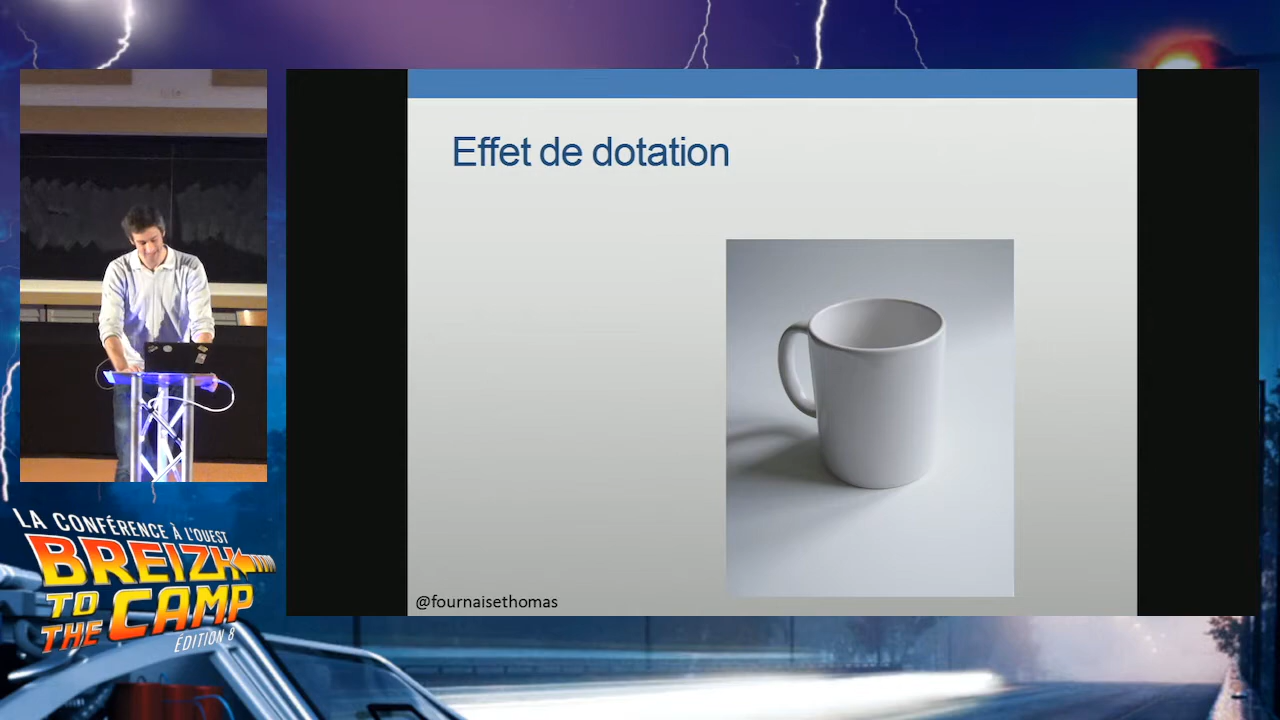 Effet de dotation
@fournaisethomas
LA CONFÉRENCE À L'OUEST
BREIZH
TO
THE CAMP
ÉDITION 8